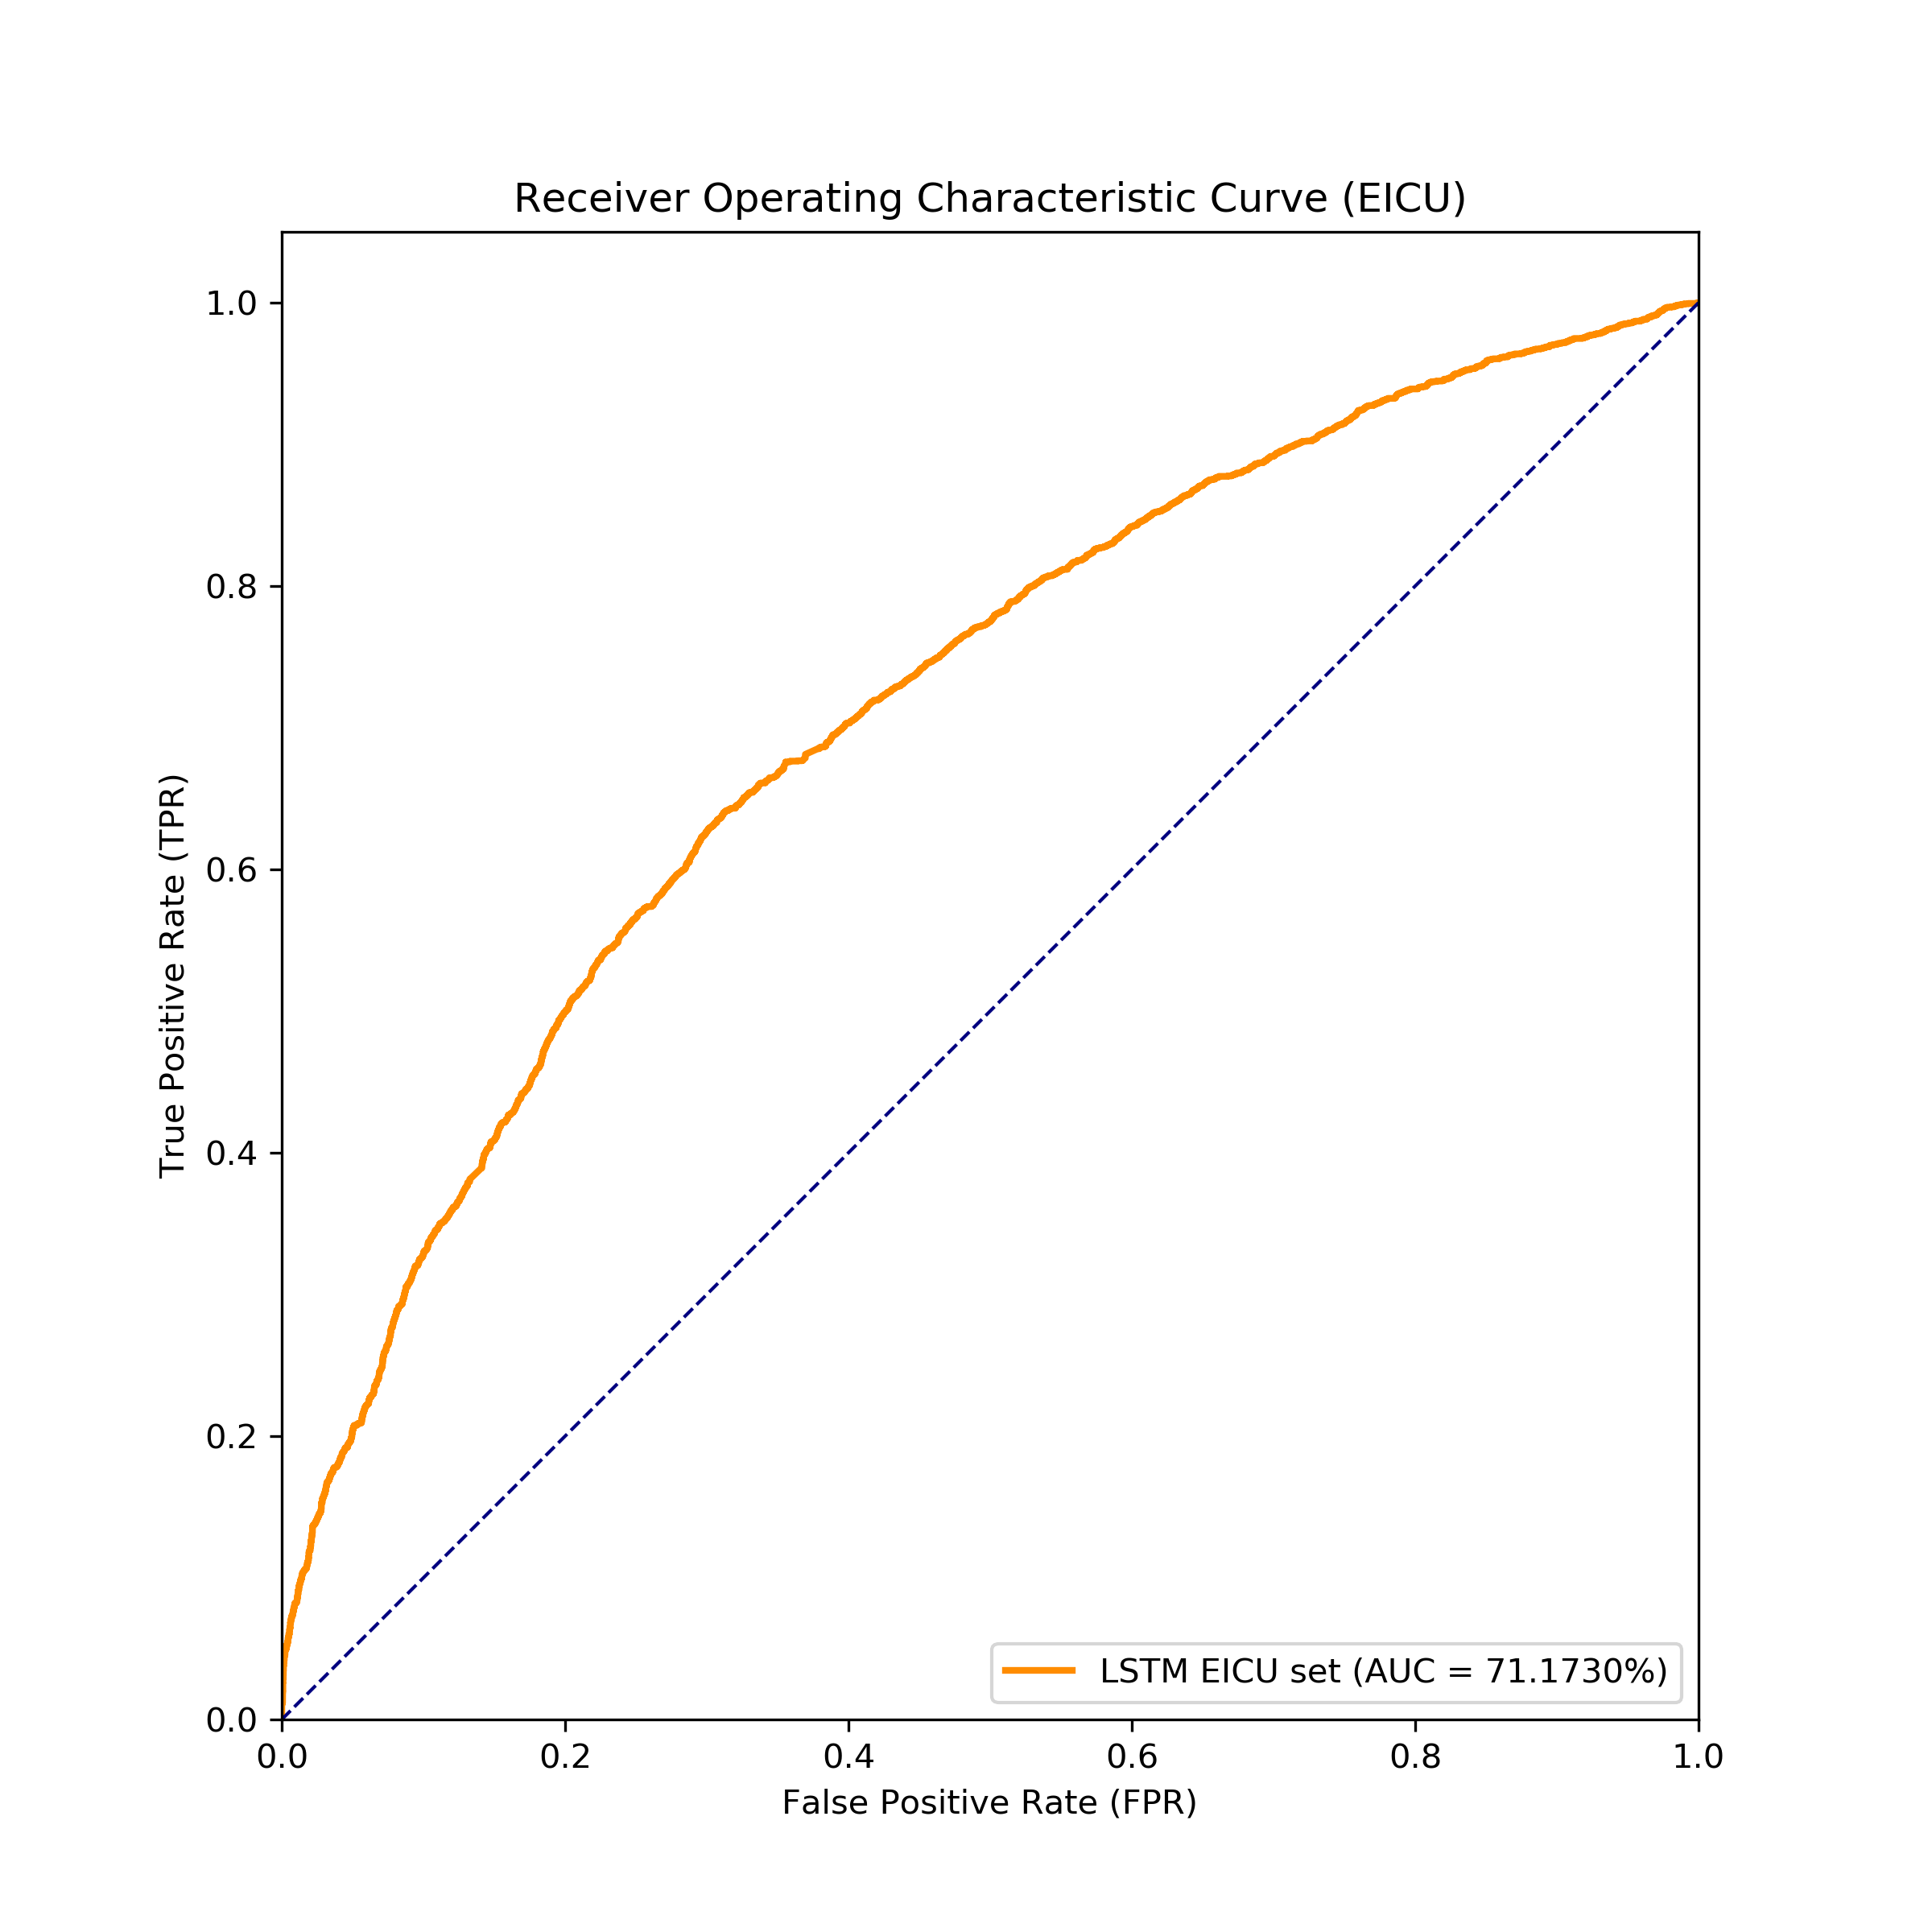 Receiver Operating Characteristic Curve (EICU)
True Positive Rate (TPR)
1.0
0.8
0.6
0.4
0.2
0.0
LSTM EICU set (AUC = 71.1730%)
0.0 0.2 0.4 0.6 0.8 1.0
False Positive Rate (FPR)